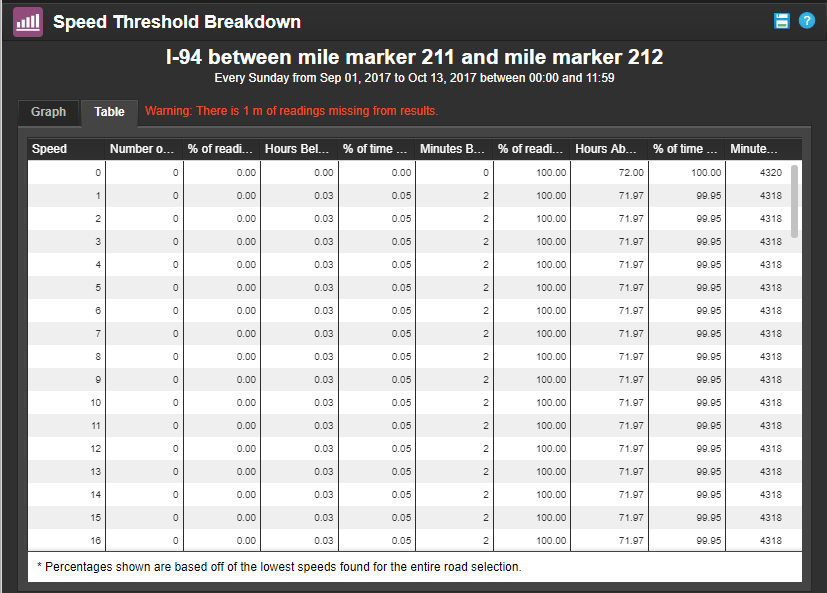 Speed Threshold Breakdown
?
I-94 between mile marker 211 and mile marker 212
Every Sunday from Sep 01, 2017 to Oct 13, 2017 between 00:00 and 11:59
Graph Table Warning: There is 1 m of readings missing from results.
Speed Number o... % of readi... Hours Bel... % of time ... Minutes B... % of readi... Hours Ab... % of time ... Minute...
0 0 0.00 0.00 0.00 0 100.00 72.00 100.00 4320
1 0 0.00 0.03 0.05 2 100.00 71.97 99.95 4318
2 0 0.00 0.03 0.05 2 100.00 71.97 99.95 4318
3 0 0.00 0.03 0.05 2 100.00 71.97 99.95 4318
4 0 0.00 0.03 0.05 2 100.00 71.97 99.95 4318
5 0 0.00 0.03 0.05 2 100.00 71.97 99.95 4318
6 0 0.00 0.03 0.05 2 100.00 71.97 99.95 4318
7 0 0.00 0.03 0.05 2 100.00 71.97 99.95 4318
8 0 0.00 0.03 0.05 2 100.00 71.97 99.95 4318
9 0 0.00 0.03 0.05 2 100.00 71.97 99.95 4318
10 0 0.00 0.03 0.05 2 100.00 71.97 99.95 4318
11 0 0.00 0.03 0.05 2 100.00 71.97 99.95 4318
12 0 0.00 0.03 0.05 2 100.00 71.97 99.95 4318
13 0 0.00 0.03 0.05 2 100.00 71.97 99.95 4318
14 0 0.00 0.03 0.05 2 100.00 71.97 99.95 4318
15 0 0.00 0.03 0.05 2 100.00 71.97 99.95 4318
16 0 0.00 0.03 0.05 2 100.00 71.97 99.95 4318
* Percentages shown are based off of the lowest speeds found for the entire road selection.